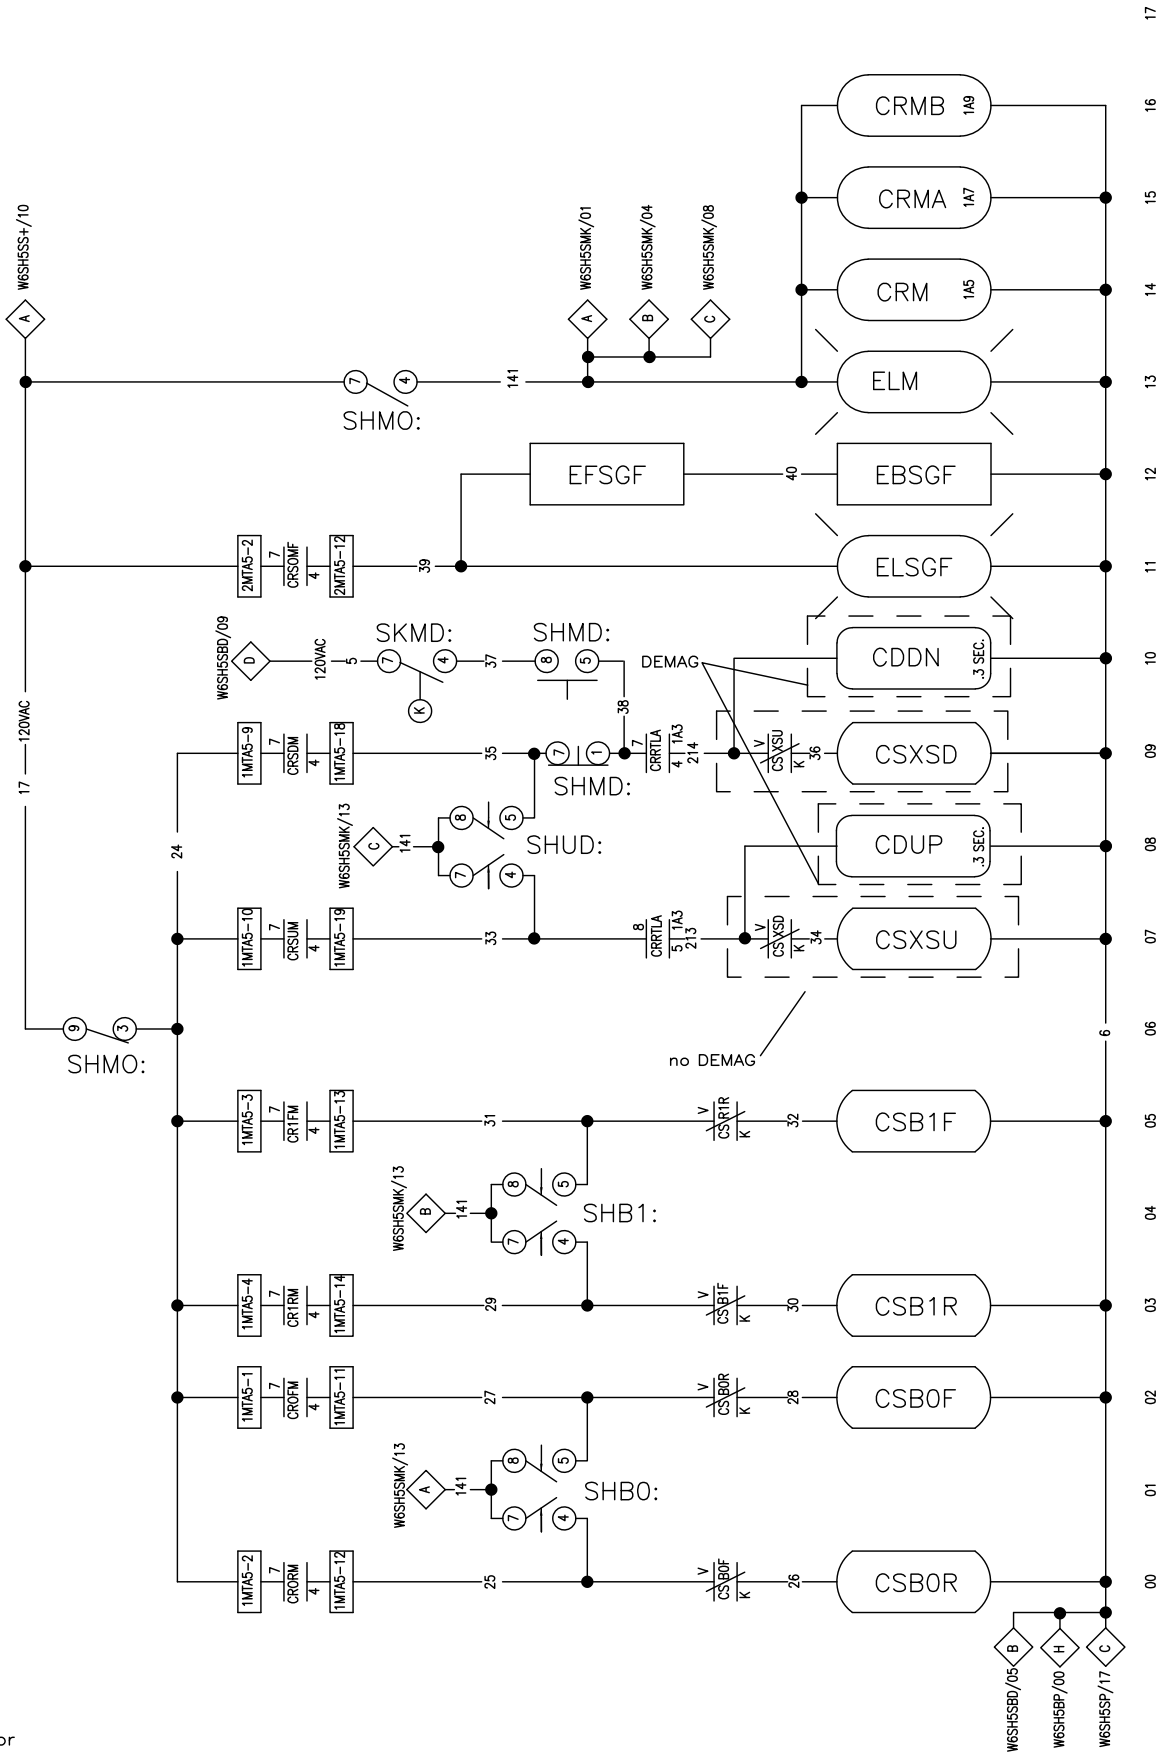 17
W6SH5SS+/10
A
17
120VAC
CRMB 1A9
16
CRMA 1A7
15
W6SH5SMK/01
A
W6SH5SMK/04
B
W6SH5SMK/08
C
CRM 1A5
14
7
4
SHMO:
141
ELM
13
EFSGF
40
EBSGF
12
2MTA5-2
7
CRSOMF
4
2MTA5-12
39
ELSGF
11
W6SH5SBD/09
D
120VAC
5
SKMD:
7
4
K
37
SHMD:
8
5
38
DEMAG
CDDN
.3 SEC.
10
1MTA5-9
7
CRSDM
4
1MTA5-18
35
7
1
SHMD:
7
CRRTLA
4 1A3
214
V
CSXSU
K
36
CSXSD
09
24
W6SH5SMK/13
C
141
8
5
7
4
SHUD:
CDUP
.3 SEC.
08
1MTA5-10
7
CRSUM
4
1MTA5-19
33
8
CRRTLA
5 1A3
213
V
CSXSD
K
34
CSXSU
07
9
3
SHMO:
no DEMAG
6
06
1MTA5-3
7
CR1FM
4
1MTA5-13
31
V
CSR1R
K
32
CSB1F
05
W6SH5SMK/13
B
141
8
5
7
4
SHB1:
04
1MTA5-4
7
CR1RM
4
1MTA5-14
29
V
CSB1F
K
30
CSB1R
03
1MTA5-1
7
CROFM
4
1MTA5-11
27
V
CSBOR
K
28
CSBOF
02
W6SH5SMK/13
A
141
8
5
7
4
SHBO:
01
1MTA5-2
7
CRORM
4
1MTA5-12
25
V
CSBOF
K
26
CSBOR
00
W6SH5SBD/05
B
W6SH5BP/00
H
W6SH5SP/17
C
or